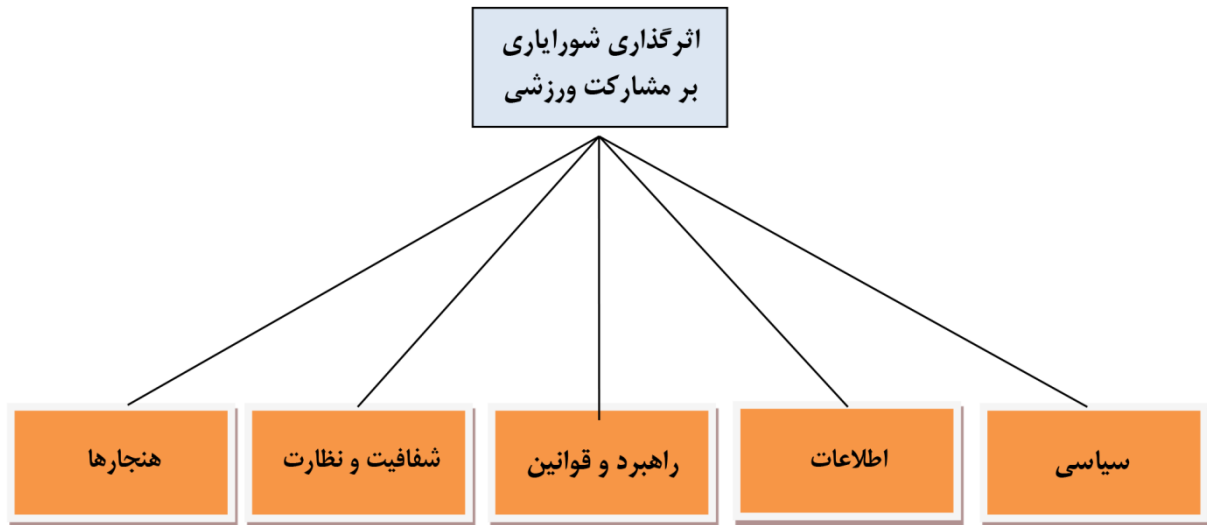 اثرگذاری شورایاری
بر مشارکت ورزشی
سیاسی
اطلاعات
راهبرد و قوانین
شفافیت و نظارت
هنجارها